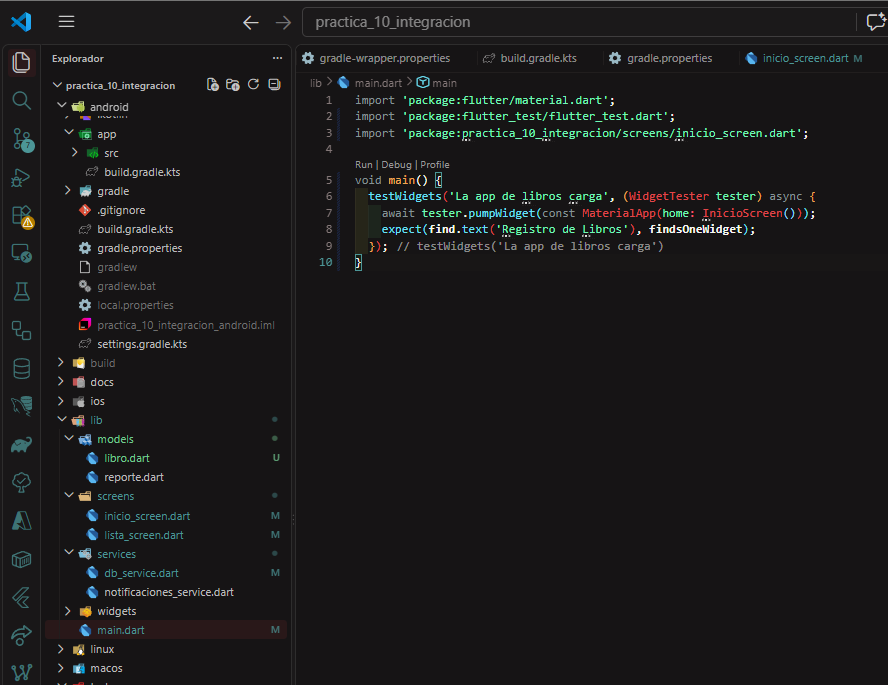 practica_10_integracion
Explorador
gradle-wrapper.properties
build.gradle.kts
gradle.properties
inicio_screen.dart M
practica_10_integracion
lib > main.dart > main
android
kotlin
app
src
build.gradle.kts
gradle
.gitignore
build.gradle.kts
gradle.properties
gradlew
gradlew.bat
local.properties
practica_10_integracion_android.iml
settings.gradle.kts
build
docs
ios
lib
models
libro.dart U
reporte.dart
screens
inicio_screen.dart M
lista_screen.dart M
services
db_service.dart M
notificaciones_service.dart
widgets
main.dart M
linux
macos
7
1 import 'package:flutter/material.dart';
2 import 'package:flutter_test/flutter_test.dart';
3 import 'package:practica_10_integracion/screens/inicio_screen.dart';
4
Run | Debug | Profile
5 void main() {
6 testWidgets('La app de libros carga', (WidgetTester tester) async {
7 await tester.pumpWidget(const MaterialApp(home: InicioScreen()));
8 expect(find.text('Registro de Libros'), findsOneWidget);
9 }); // testWidgets('La app de libros carga')
10 }